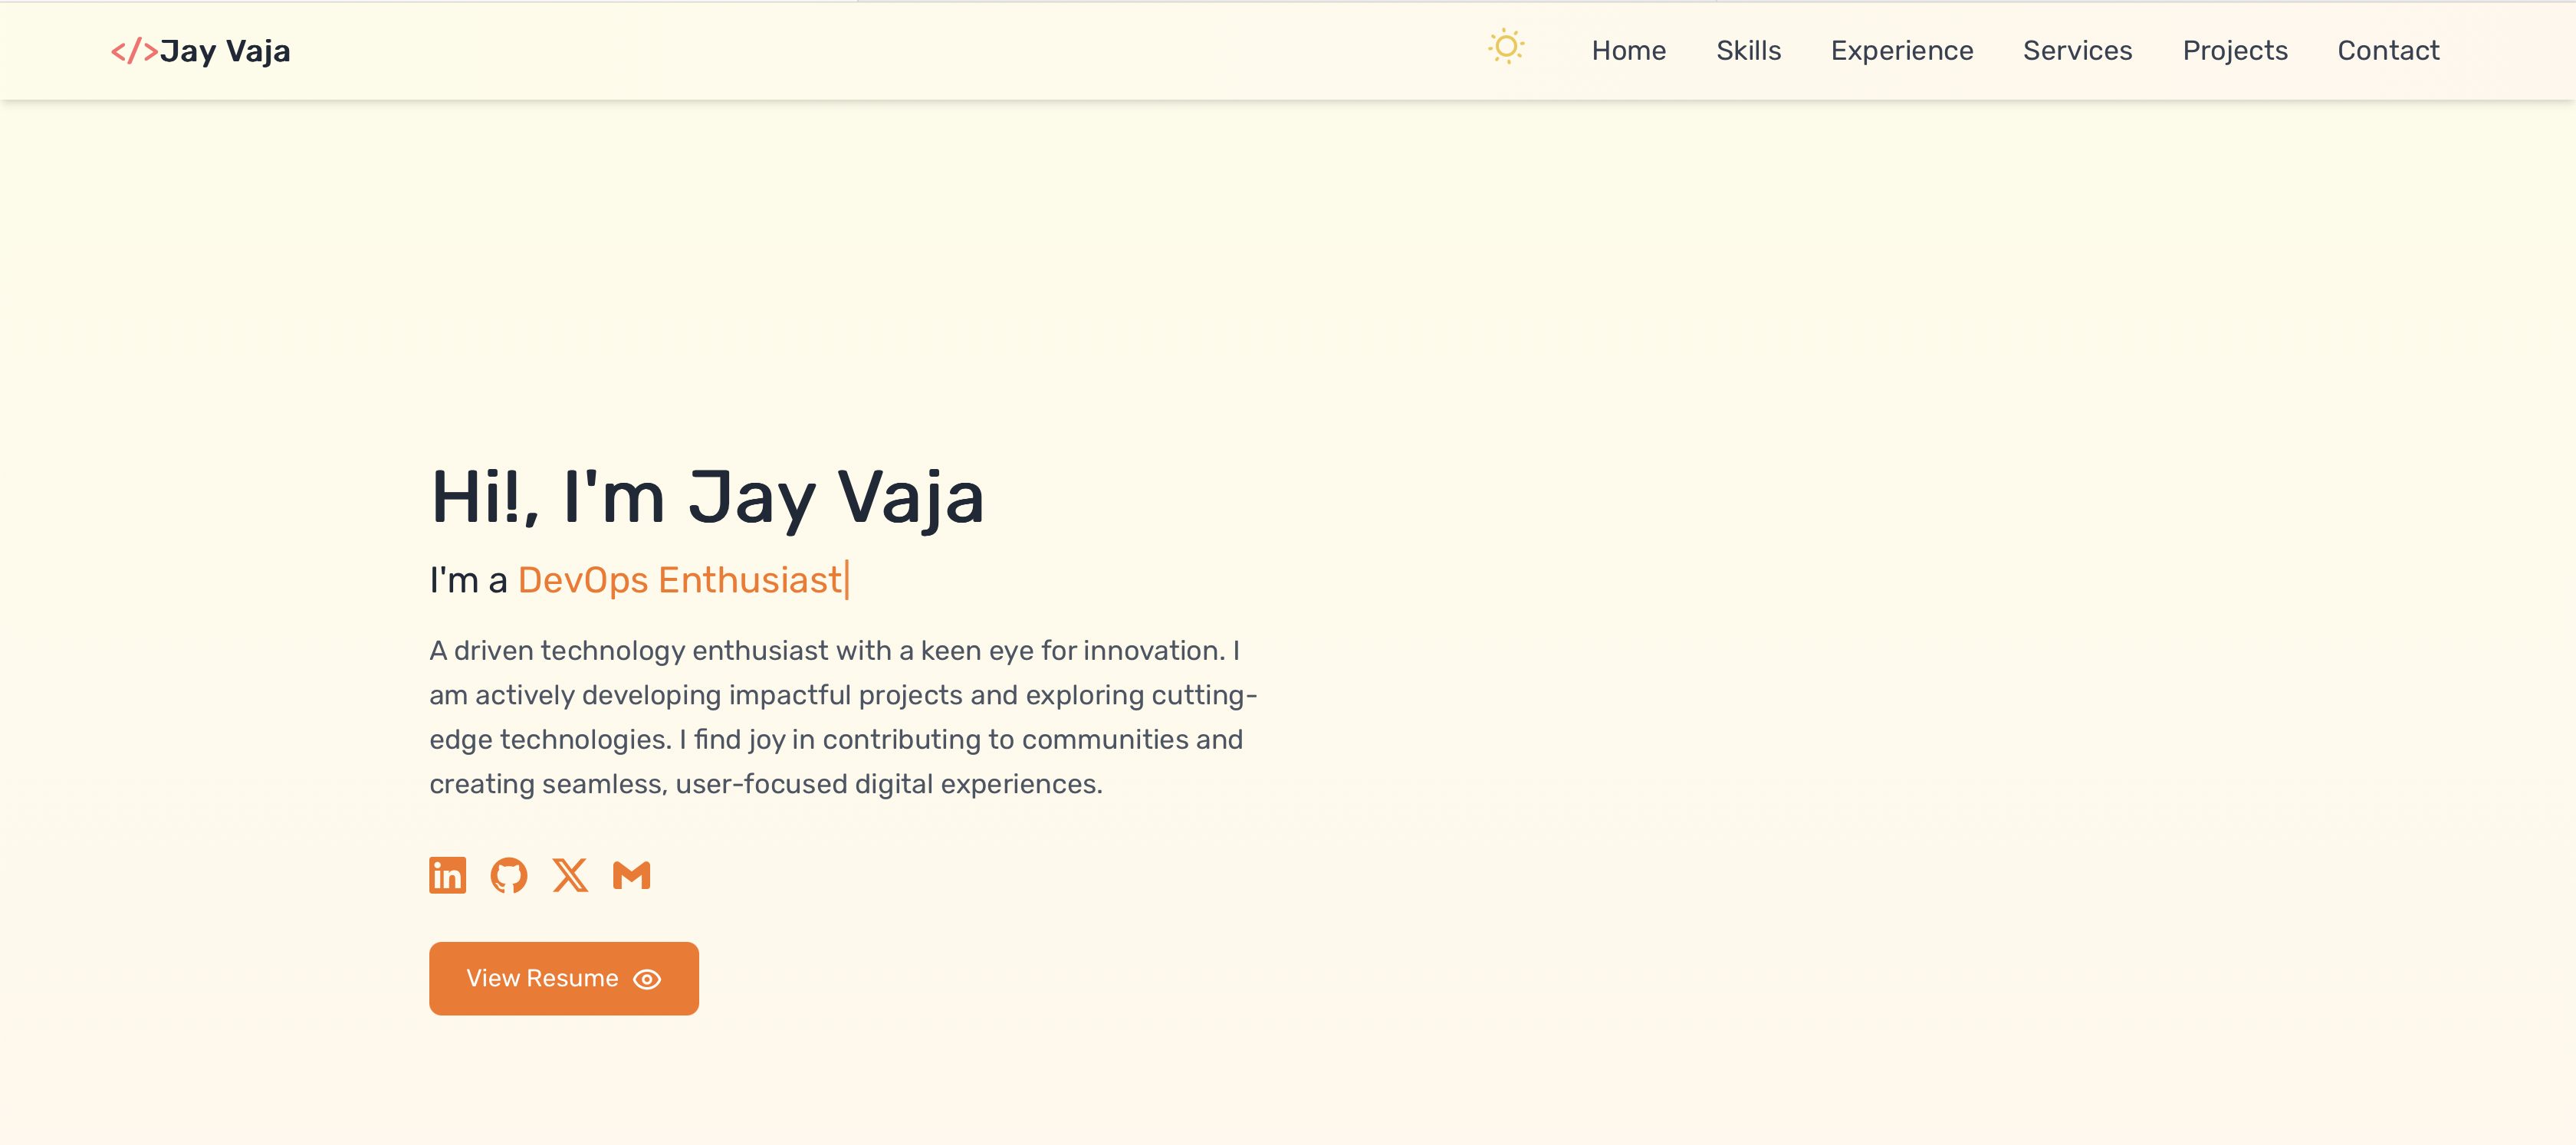 </>Jay Vaja
Home Skills Experience Services Projects Contact
Hi!, I'm Jay Vaja
I'm a DevOps Enthusiast|
A driven technology enthusiast with a keen eye for innovation. I
am actively developing impactful projects and exploring cutting-
edge technologies. I find joy in contributing to communities and
creating seamless, user-focused digital experiences.
View Resume